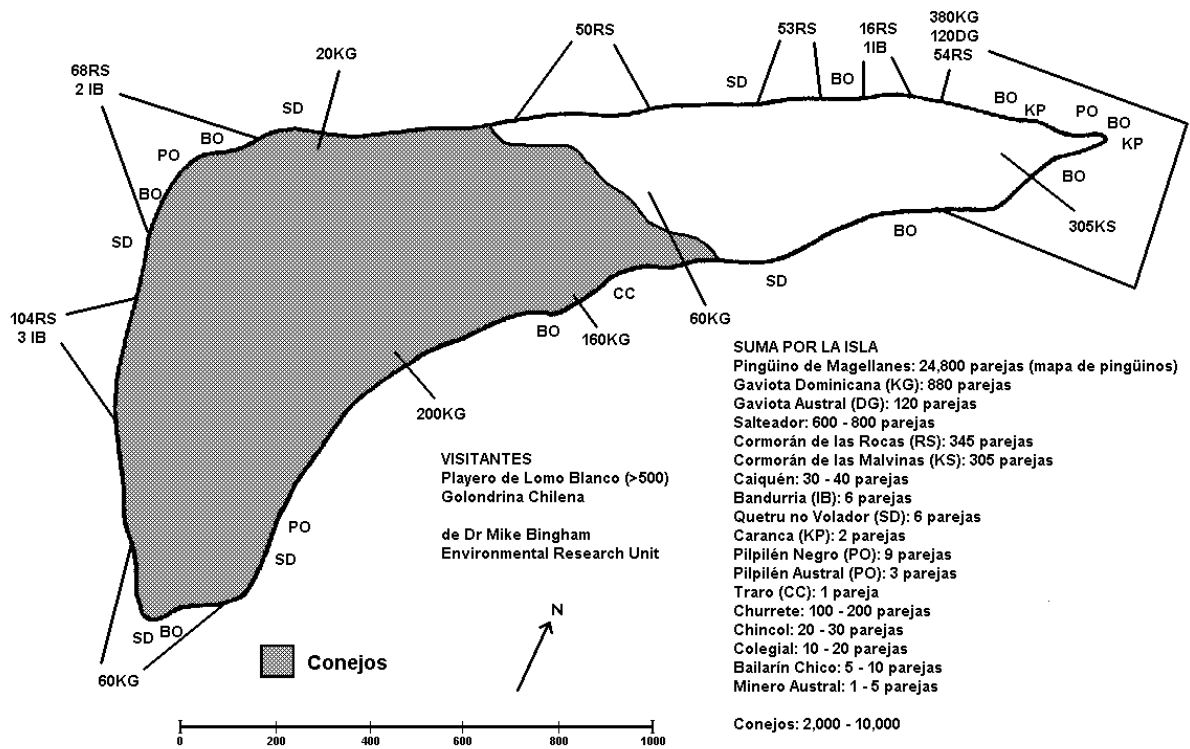 380KG
120DG
54RS
50RS
53RS
16RS
1IB
20KG
68RS
2 IB
SD
SD
BO
BO
KP
PO
BO
KP
BO
PO
BO
BO
SD
305KS
BO
SD
104RS
3 IB
CC
60KG
BO
160KG
200KG
PO
SD
SD
BO
60KG
VISITANTES
Playero de Lomo Blanco (>500)
Golondrina Chilena
de Dr Mike Bingham
Environmental Research Unit
SUMA POR LA ISLA
Pingüino de Magellanes: 24,800 parejas (mapa de pingüinos)
Gaviota Dominicana (KG): 880 parejas
Gaviota Austral (DG): 120 parejas
Salteador: 600 - 800 parejas
Cormorán de las Rocas (RS): 345 parejas
Cormorán de las Malvinas (KS): 305 parejas
Caiquén: 30 - 40 parejas
Bandurria (IB): 6 parejas
Quetru no Volador (SD): 6 parejas
Caranca (KP): 2 parejas
Pilpilén Negro (PO): 9 parejas
Pilpilén Austral (PO): 3 parejas
Traro (CC): 1 pareja
Churrete: 100 - 200 parejas
Chincol: 20 - 30 parejas
Colegial: 10 - 20 parejas
Bailarín Chico: 5 - 10 parejas
Minero Austral: 1 - 5 parejas
Conejos: 2,000 - 10,000
N
Conejos
0 200 400 600 800 1000